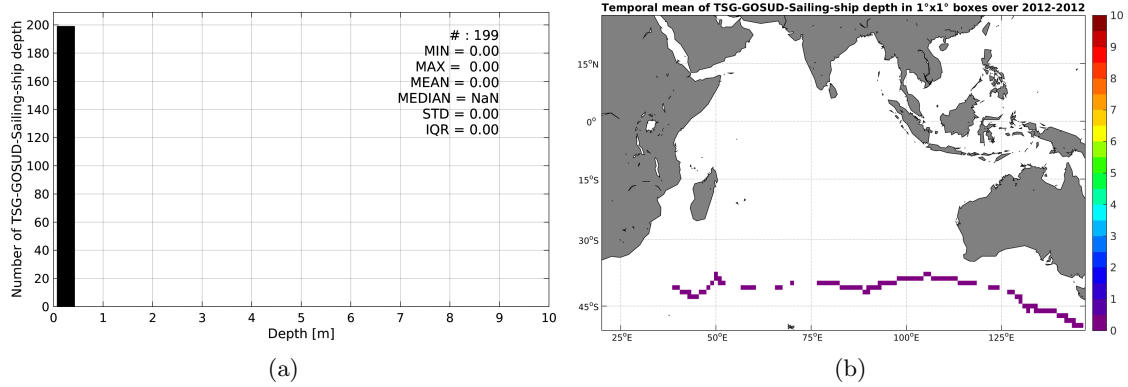 Number of TSG-GOSUD-Sailing-ship depth
200
180
160
140
120
100
80
60
40
20
0
# : 199
MIN = 0.00
MAX = 0.00
MEAN = 0.00
MEDIAN = NaN
STD = 0.00
IQR = 0.00
0 1 2 3 4 5 6 7 8 9 10
Depth [m]
(a)
Temporal mean of TSG-GOSUD-Sailing-ship depth in 1°x1° boxes over 2012-2012
15°N
0°
15°S
30°S
45°S
25°E 50°E 75°E 100°E 125°E
10
9
8
7
6
5
4
3
2
1
0
(b)